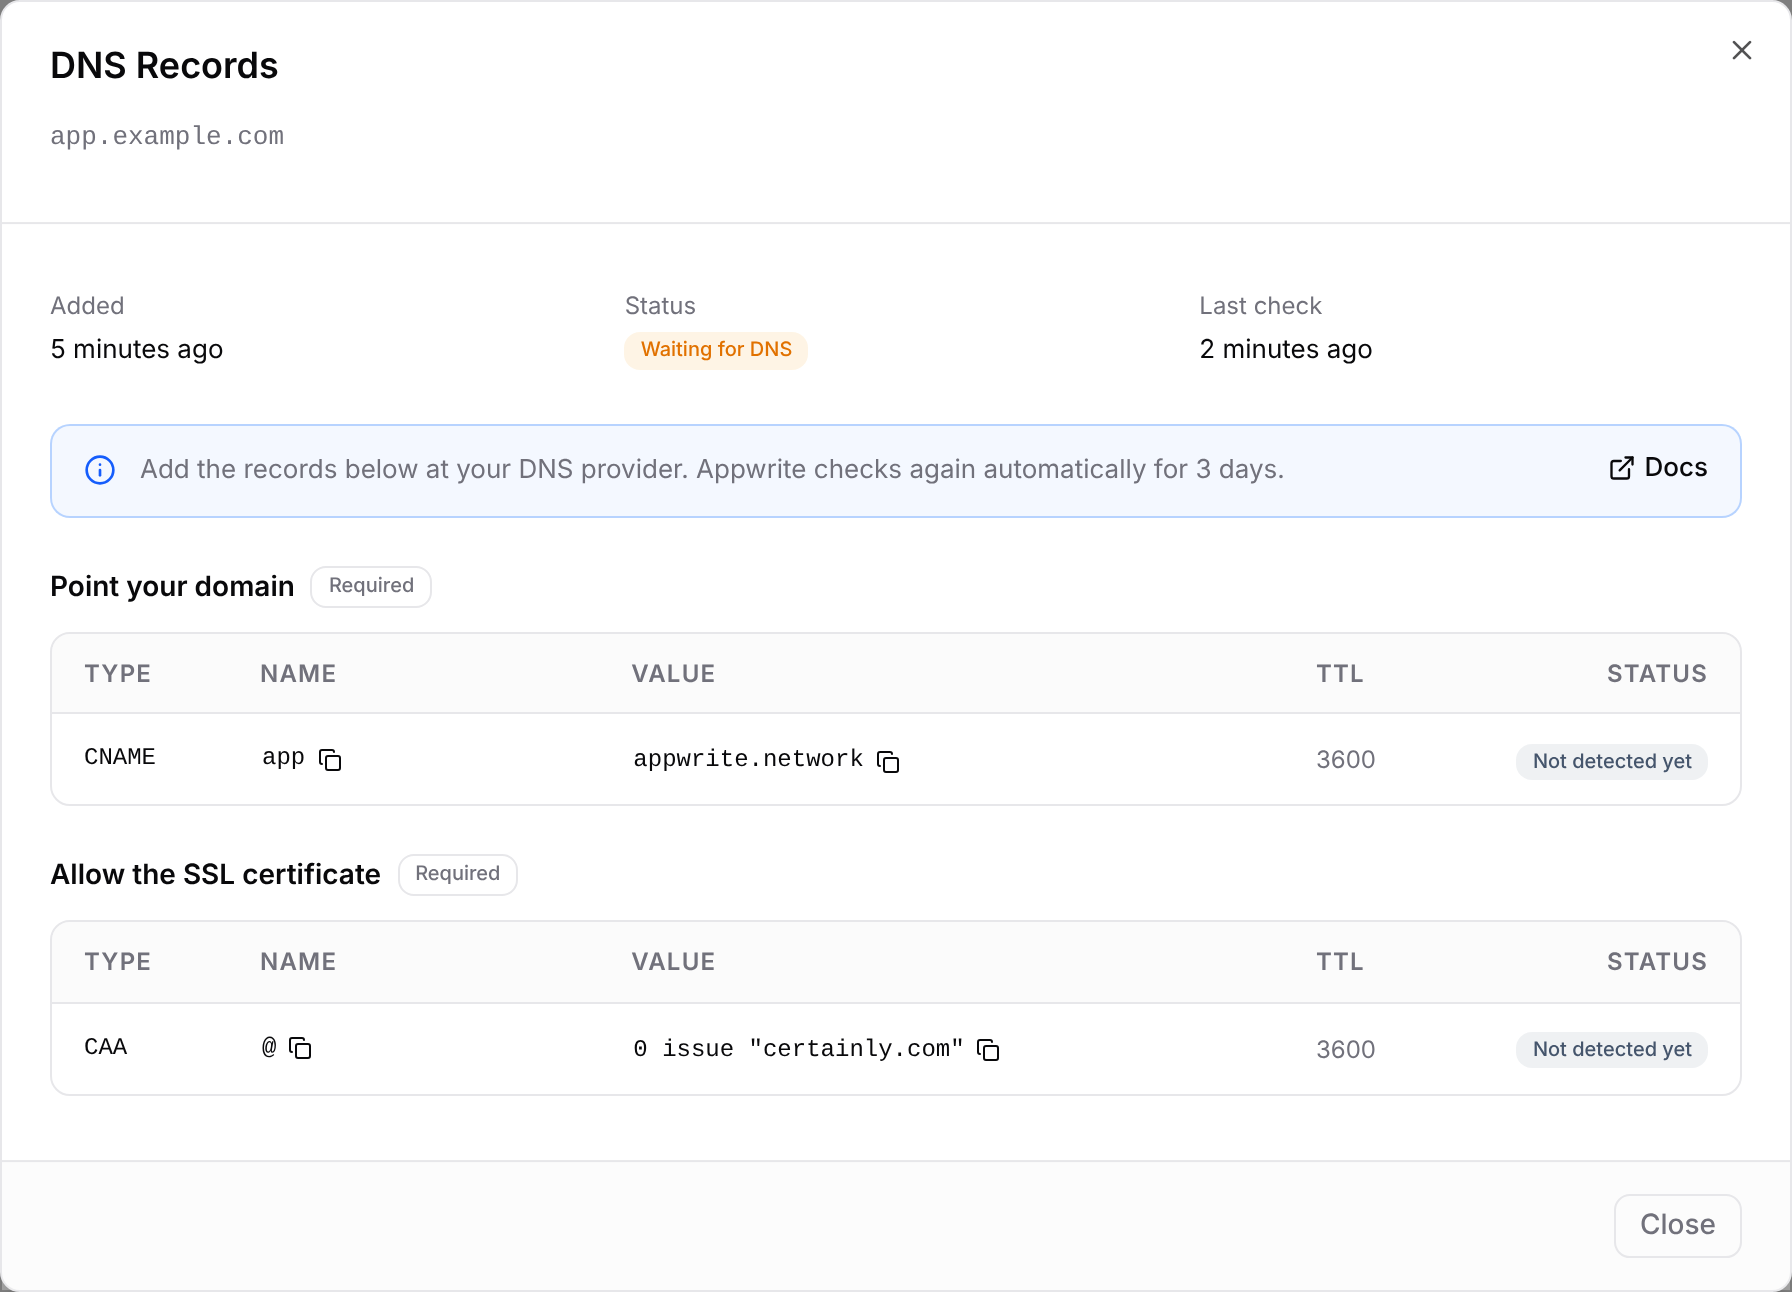 DNS Records
app.example.com
Added
Status
Last check
5 minutes ago
Waiting for DNS
2 minutes ago
Add the records below at your DNS provider. Appwrite checks again automatically for 3 days.
Docs
Point your domain
Required
TYPE NAME VALUE TTL STATUS
CNAME app appwrite.network 3600 Not detected yet
Allow the SSL certificate
Required
TYPE NAME VALUE TTL STATUS
CAA @ 0 issue "certainly.com" 3600 Not detected yet
Close